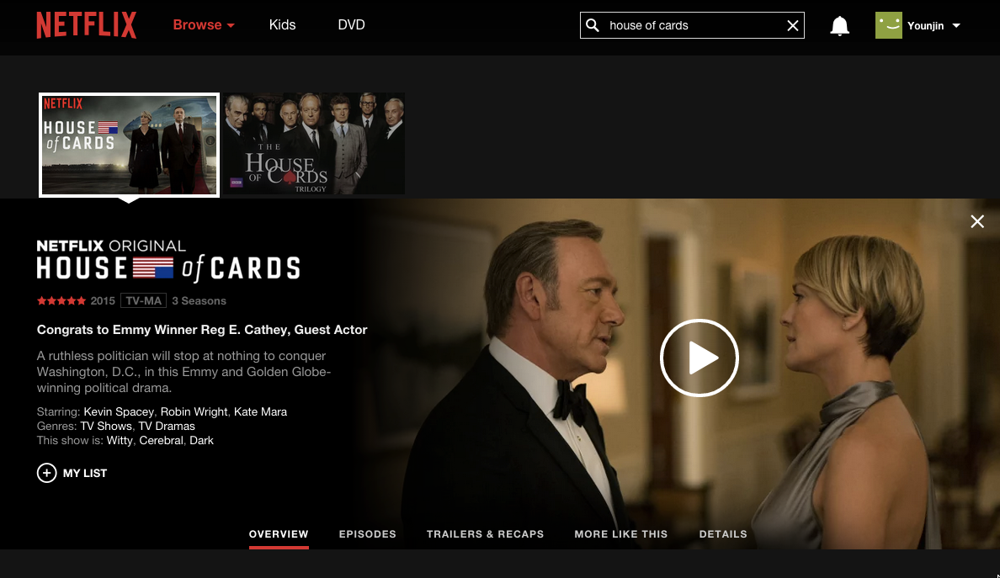 NETFLIX
Browse
Kids
DVD
house of cards
Younjin
NETFLIX
HOUSE
of CARDS
THE
HOUSE
OF CARDS
TRILOGY
NETFLIX ORIGINAL
HOUSE of CARDS
2015 TV-MA 3 Seasons
Congrats to Emmy Winner Reg E. Cathey, Guest Actor
A ruthless politician will stop at nothing to conquer
Washington, D.C., in this Emmy and Golden Globe-
winning political drama.
Starring: Kevin Spacey, Robin Wright, Kate Mara
Genres: TV Shows, TV Dramas
This show is: Witty, Cerebral, Dark
MY LIST
OVERVIEW
EPISODES
TRAILERS & RECAPS
MORE LIKE THIS
DETAILS